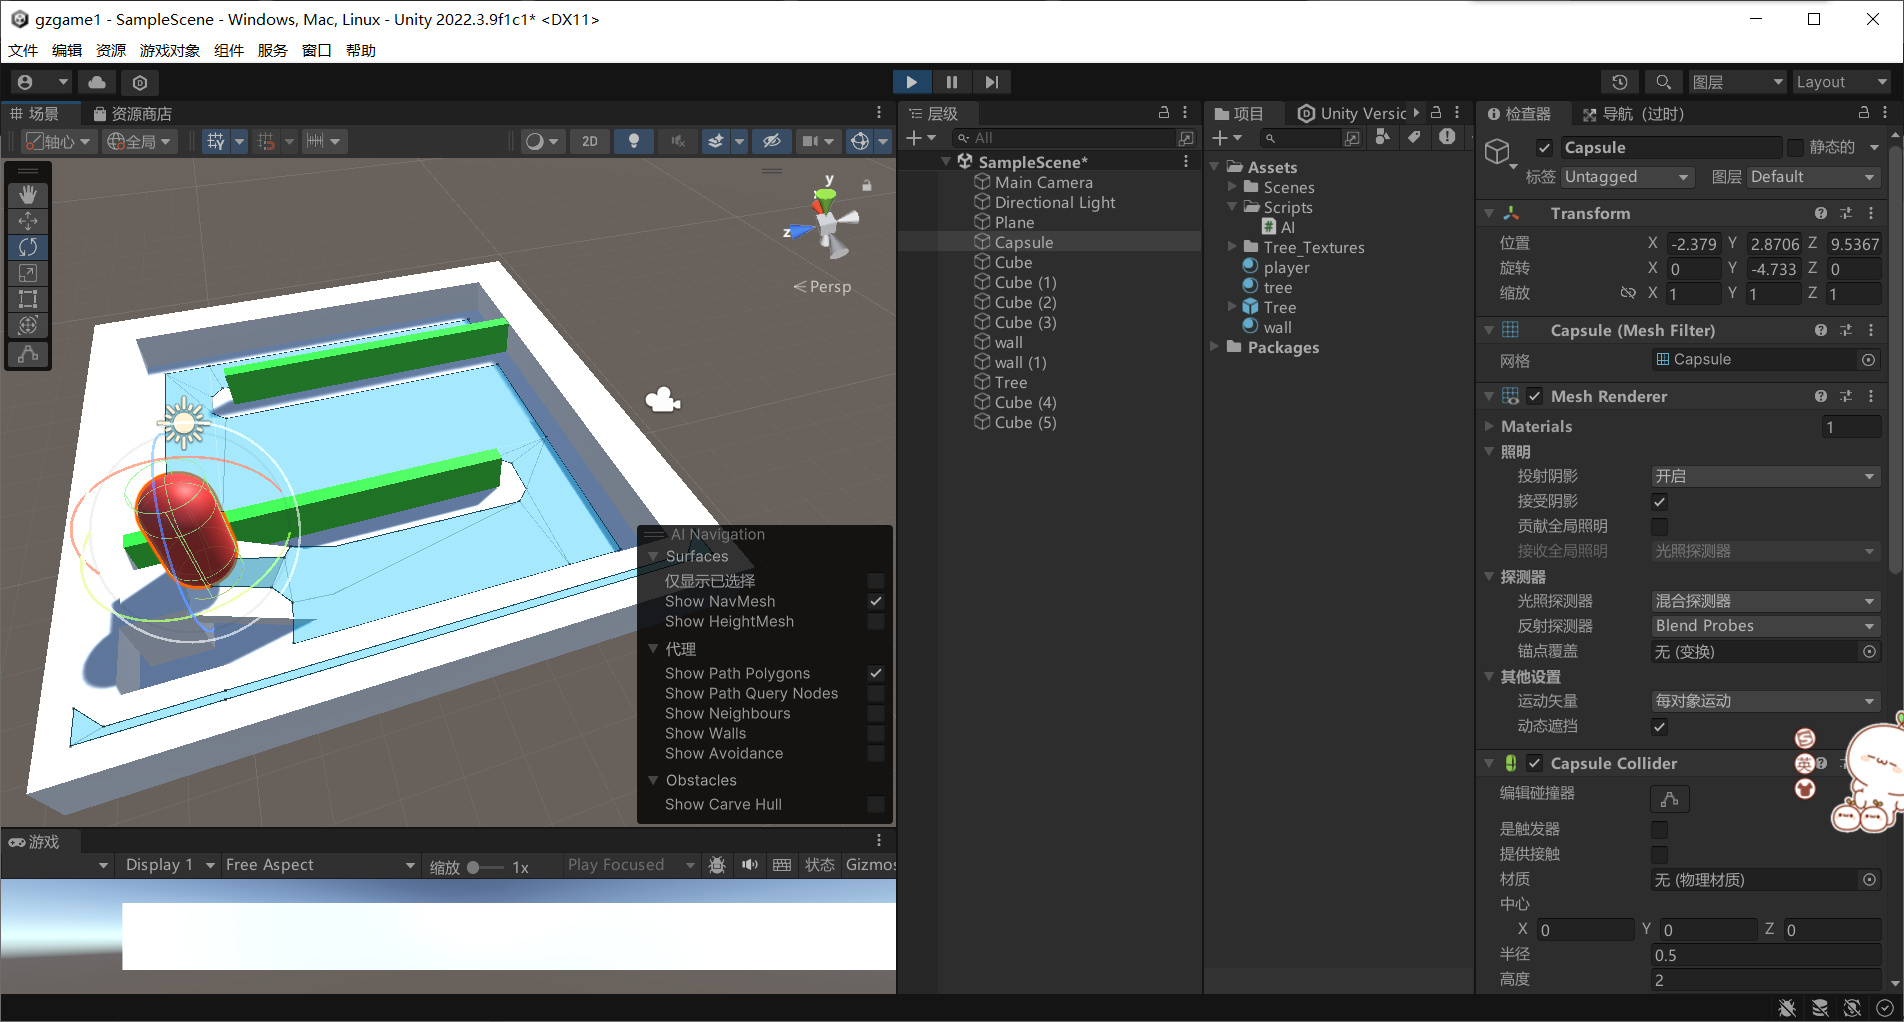 gzgame1 - SampleScene - Windows, Mac, Linux - Unity 2022.3.9f1c1* <DX11>
文件 编辑 资源 游戏对象 组件 服务 窗口 帮助
图层 Layout
场景 资源商店
轴心 全局 2D
y
z
Persp
AI Navigation
Surfaces
仅显示已选择
Show NavMesh
Show HeightMesh
代理
Show Path Polygons
Show Path Query Nodes
Show Neighbours
Show Walls
Show Avoidance
Obstacles
Show Carve Hull
游戏
Display 1 Free Aspect 缩放 1x Play Focused 状态 Gizmos
层级
All
SampleScene*
Main Camera
Directional Light
Plane
Capsule
Cube
Cube (1)
Cube (2)
Cube (3)
wall
wall (1)
Tree
Cube (4)
Cube (5)
项目 Unity Versic
Assets
Scenes
Scripts
AI
Tree_Textures
player
tree
Tree
wall
Packages
检查器 导航（过时）
Capsule 静态的
标签 Untagged 图层 Default
Transform
位置 X -2.379 Y 2.8706 Z 9.5367
旋转 X 0 Y -4.733 Z 0
缩放 X 1 Y 1 Z 1
Capsule (Mesh Filter)
网格 Capsule
Mesh Renderer
Materials 1
照明
投射阴影 开启
接受阴影
贡献全局照明
接收全局照明 光照探测器
探测器
光照探测器 混合探测器
反射探测器 Blend Probes
锚点覆盖 无 (变换)
其他设置
运动矢量 每对象运动
动态遮挡
Capsule Collider
编辑碰撞器
英
是触发器
提供接触
材质 无 (物理材质)
中心
X 0 Y 0 Z 0
半径 0.5
高度 2